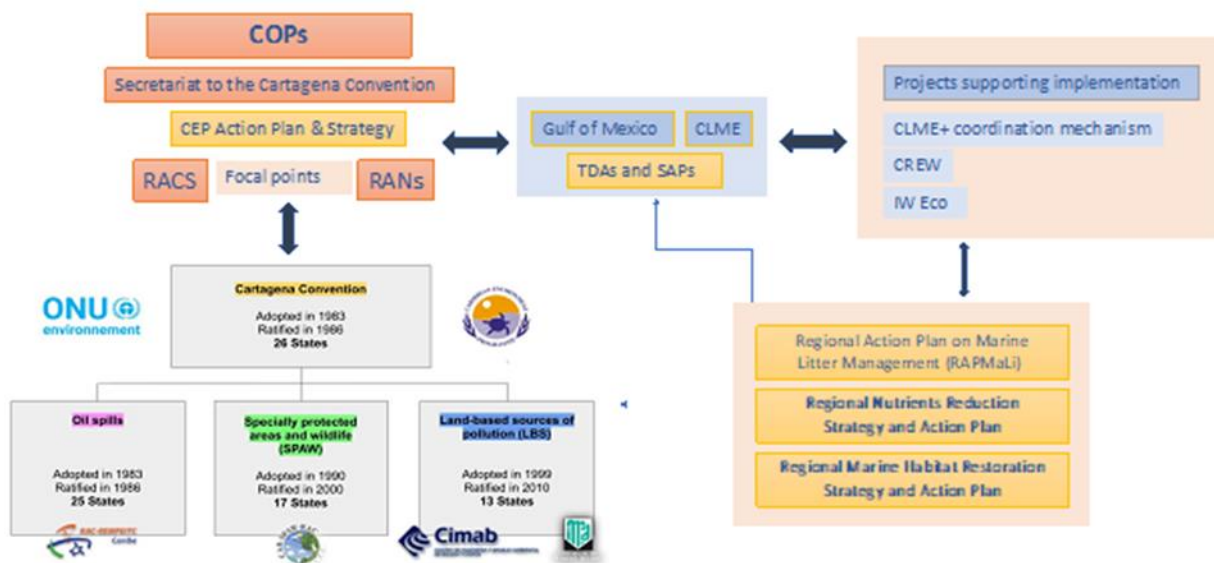 COPs
Secretariat to the Cartagena Convention
CEP Action Plan & Strategy
RACS
Focal points
RANs
Gulf of Mexico
CLME
TDAs and SAPs
Projects supporting implementation
CLME+ coordination mechanism
CREW
IW Eco
ONU
environnement
Cartagena Convention
Adopted in 1983
Ratified in 1986
26 States
Oil spills
Adopted in 1983
Ratified in 1986
25 States
Specially protected
areas and wildlife
(SPAW)
Adopted in 1990
Ratified in 2000
17 States
Land-based sources of
pollution (LBS)
Adopted in 1999
Ratified in 2010
13 States
Regional Action Plan on Marine
Litter Management (RAPMaLi)
Regional Nutrients Reduction
Strategy and Action Plan
Regional Marine Habitat Restoration
Strategy and Action Plan
Cimab